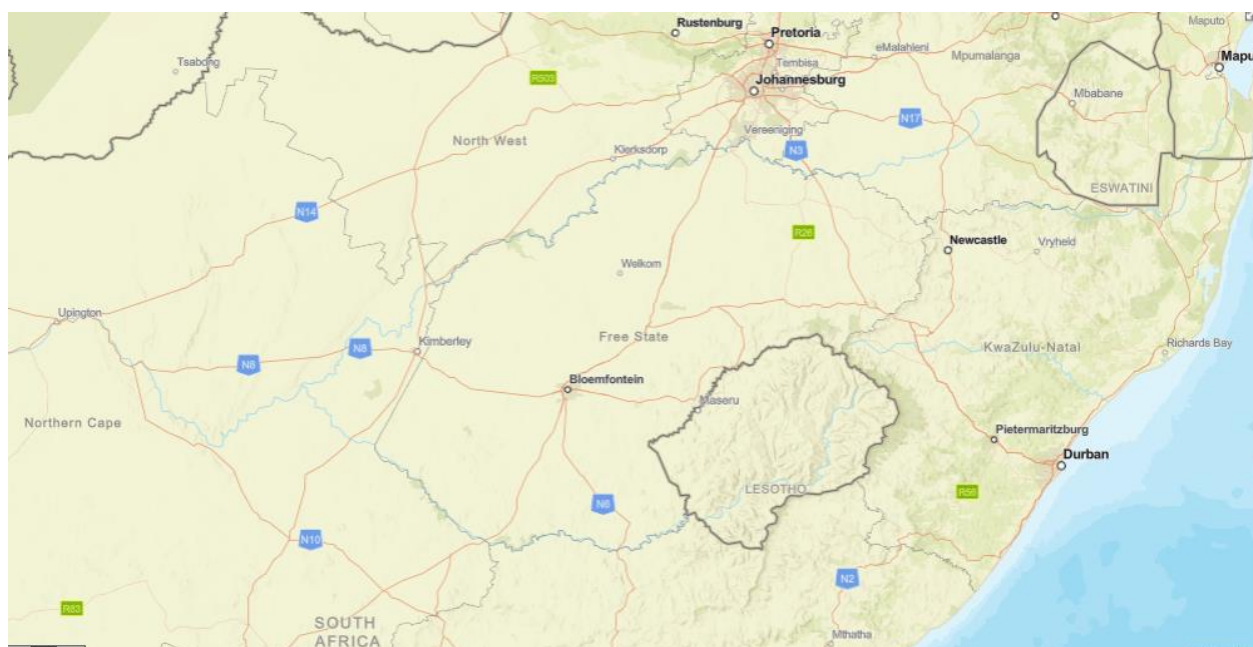 Rustenburg
Pretoria
Maputo
eMalahleni
Mpumalanga
Tsabong
Tembisa
Mapu
R503
Johannesburg
Mbabane
N17
Vereeniging
North West
Klerksdorp
N3
ESWATINI
N14
R26
Newcastle
Vryheid
Welkom
Upington
Free State
Kimberley
N8
N8
KwaZulu-Natal
Richards Bay
Bloemfontein
Maseru
Northern Cape
Pietermaritzburg
Durban
LESOTHO
R56
N6
N10
N2
R63
SOUTH
AFRICA
Mthatha